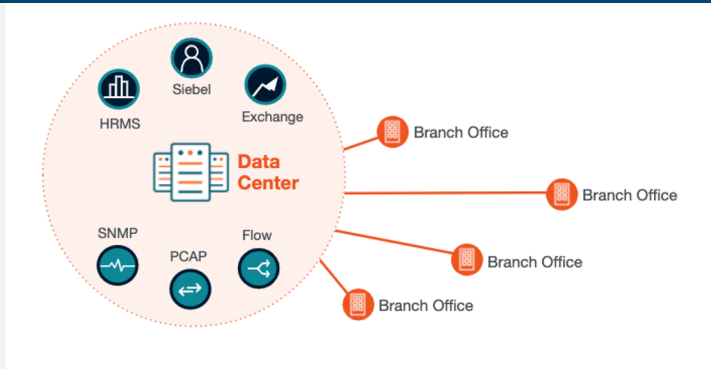 Siebel
HRMS
Exchange
Branch Office
Data
Center
Branch Office
SNMP
Flow
PCAP
Branch Office
Branch Office